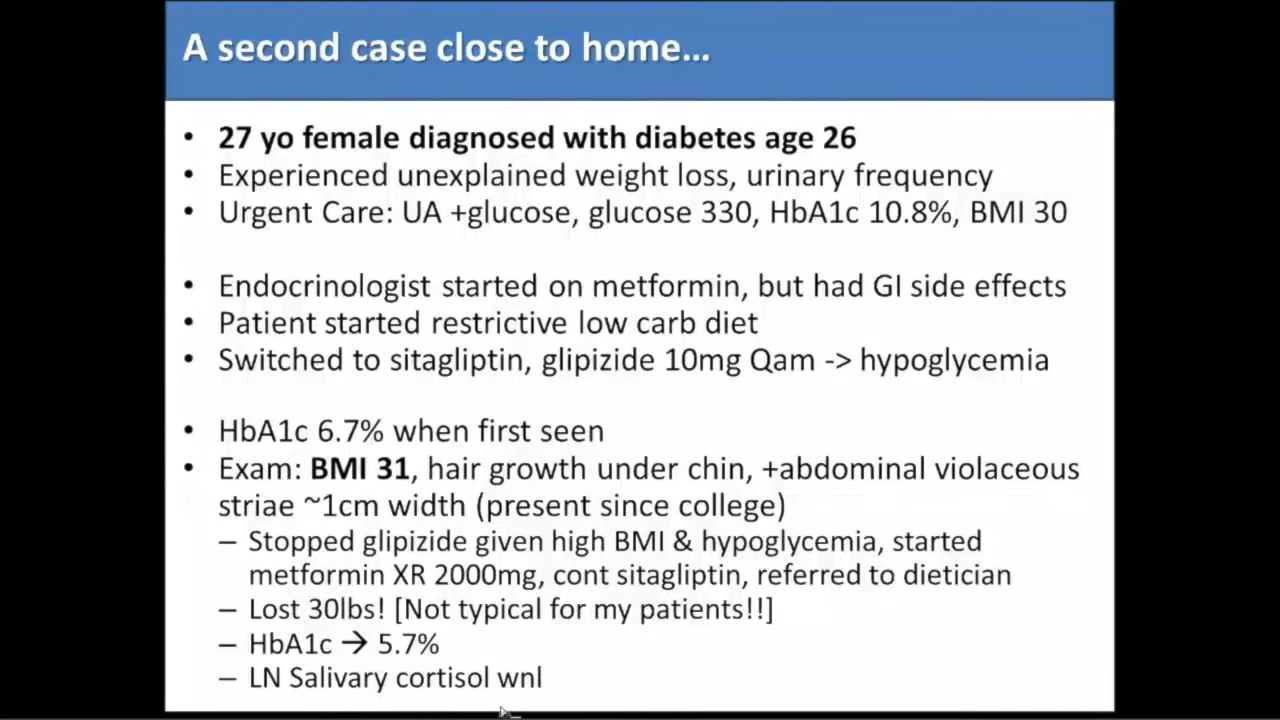 A second case close to home...
• 27 yo female diagnosed with diabetes age 26
• Experienced unexplained weight loss, urinary frequency
• Urgent Care: UA +glucose, glucose 330, HbA1c 10.8%, BMI 30
• Endocrinologist started on metformin, but had GI side effects
• Patient started restrictive low carb diet
• Switched to sitagliptin, glipizide 10mg Qam -> hypoglycemia
• HbA1c 6.7% when first seen
• Exam: BMI 31, hair growth under chin, +abdominal violaceous
striae ~1cm width (present since college)
– Stopped glipizide given high BMI & hypoglycemia, started
metformin XR 2000mg, cont sitagliptin, referred to dietician
– Lost 30lbs! [Not typical for my patients!!]
– HbA1c → 5.7%
– LN Salivary cortisol wnl